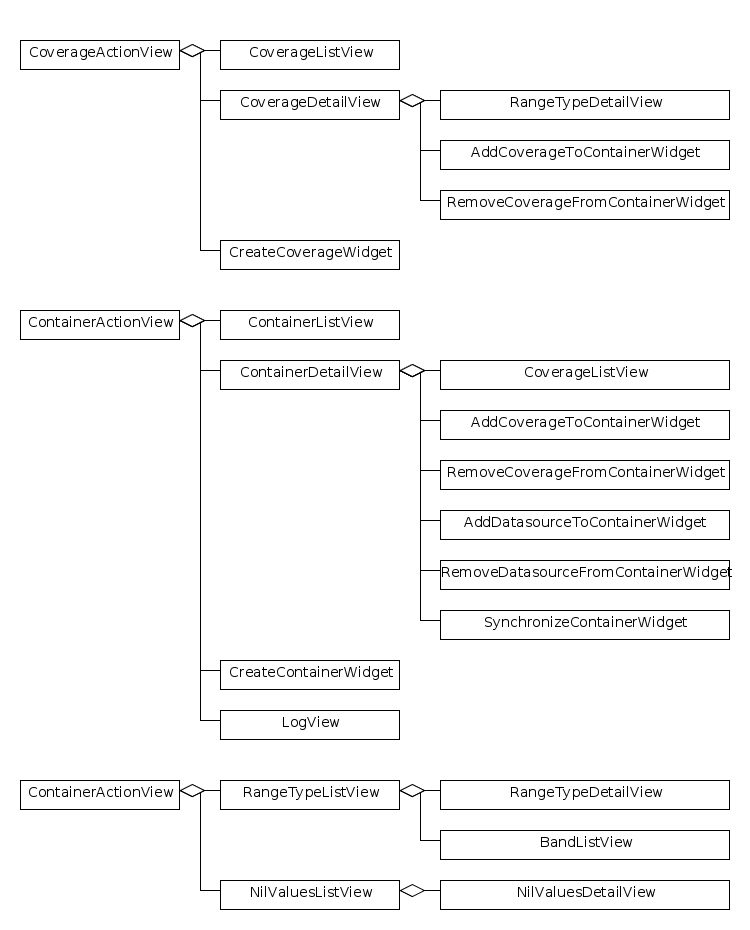 CoverageActionView
CoverageListView
CoverageDetailView
RangeTypeDetailView
AddCoverageToContainerWidget
RemoveCoverageFromContainerWidget
CreateCoverageWidget
ContainerActionView
ContainerListView
ContainerDetailView
CoverageListView
AddCoverageToContainerWidget
RemoveCoverageFromContainerWidget
AddDatasourceToContainerWidget
RemoveDatasourceFromContainerWidget
SynchronizeContainerWidget
CreateContainerWidget
LogView
ContainerActionView
RangeTypeListView
RangeTypeDetailView
BandListView
NilValuesListView
NilValuesDetailView